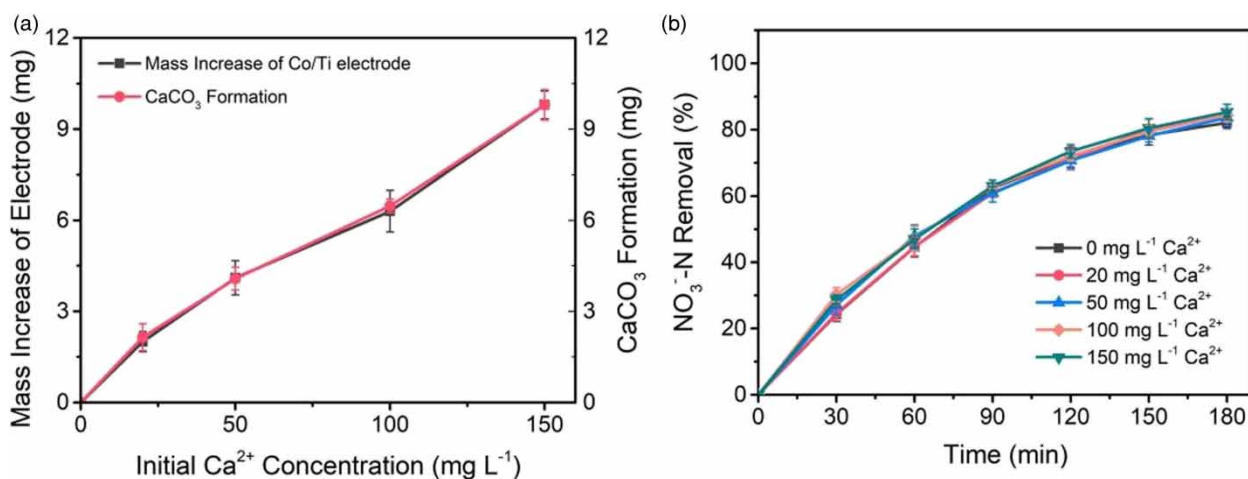 (a)
12
9
6
3
0
Mass Increase of Electrode (mg)
Mass Increase of Co/Ti electrode
CaCO₃ Formation
12
9
6
3
0
CaCO₃ Formation (mg)
0 50 100 150
Initial Ca²⁺ Concentration (mg L⁻¹)
(b)
100
80
60
40
20
0
NO₃⁻-N Removal (%)
0 mg L⁻¹ Ca²⁺
20 mg L⁻¹ Ca²⁺
50 mg L⁻¹ Ca²⁺
100 mg L⁻¹ Ca²⁺
150 mg L⁻¹ Ca²⁺
0 30 60 90 120 150 180
Time (min)